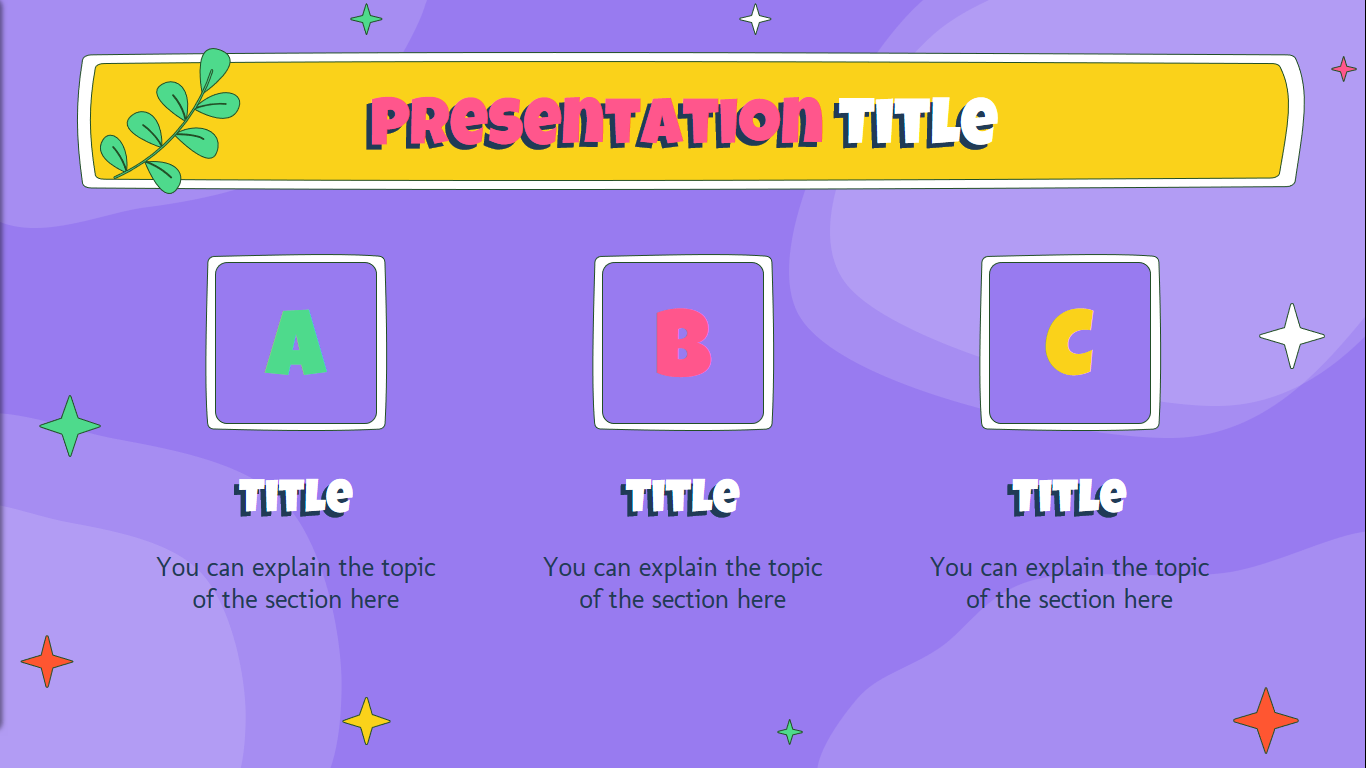 PRESENTATION TITLE
A
B
C
TITLE
TITLE
TITLE
You can explain the topic
of the section here
You can explain the topic
of the section here
You can explain the topic
of the section here